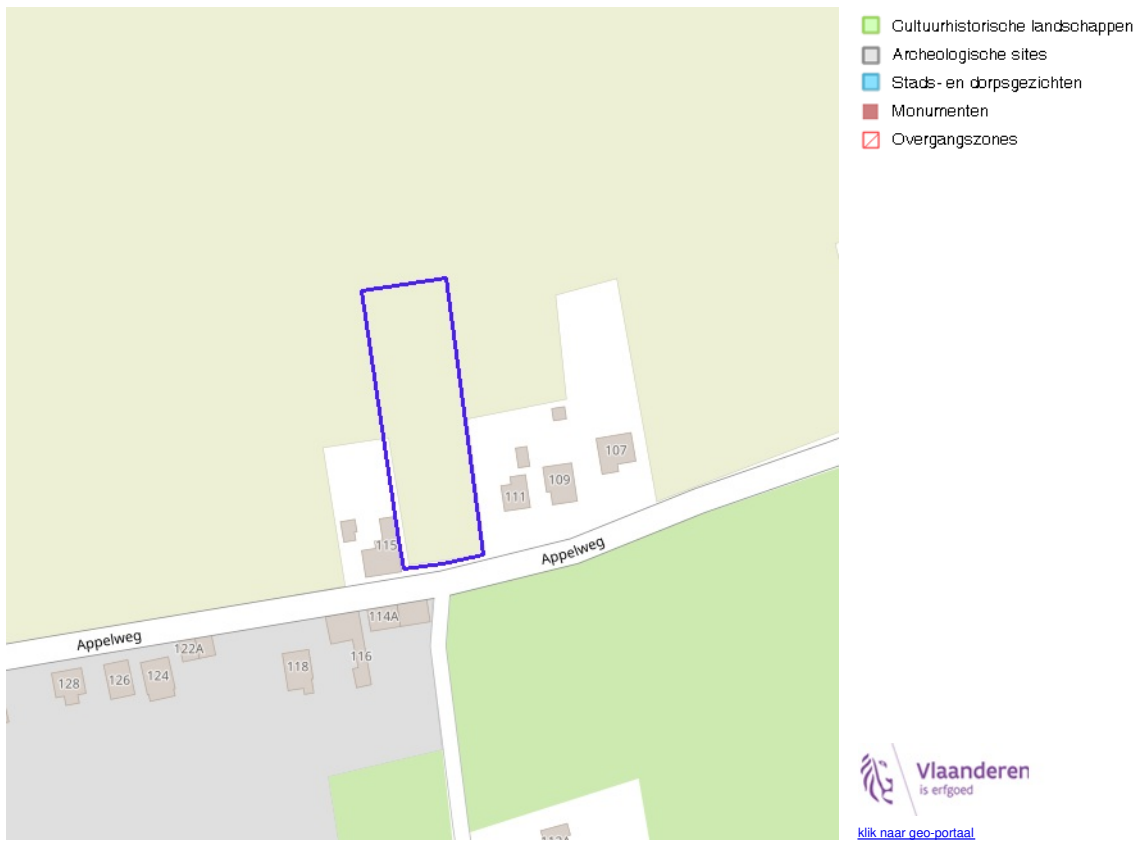 Cultuurhistorische landschappen
Archeologische sites
Stads- en dorpsgezichten
Monumenten
Overgangszones
107
109
111
115
Appelweg
114A
Appelweg
122A
116
118
124
126
128
Vlaanderen
is erfgoed
klik naar geo-portaal